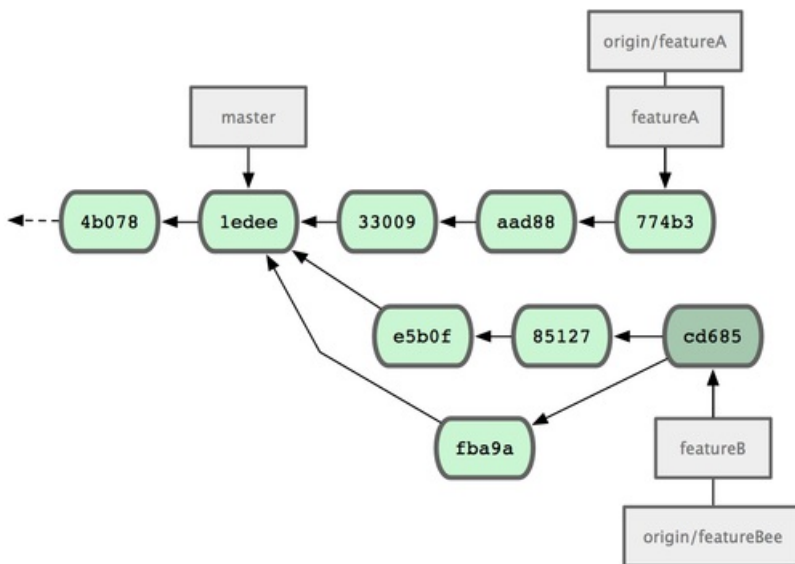 origin/featureA
master
featureA
4b078
1edee
33009
aad88
774b3
e5b0f
85127
cd685
fba9a
featureB
origin/featureBee